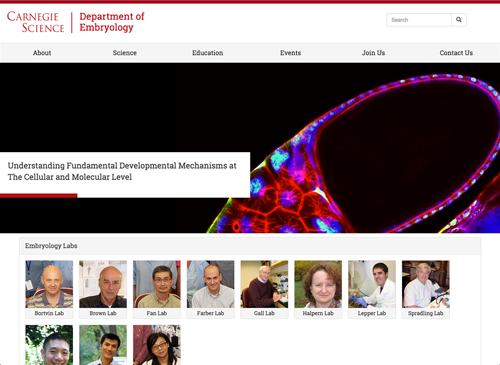 CARNEGIE
SCIENCE
Department of
Embryology
Search
About
Science
Education
Events
Join Us
Contact Us
Understanding Fundamental Developmental Mechanisms at
The Cellular and Molecular Level
Embryology Labs
Bortvin Lab
Brown Lab
Fan Lab
Farber Lab
Gall Lab
Halpern Lab
Lepper Lab
Spradling Lab